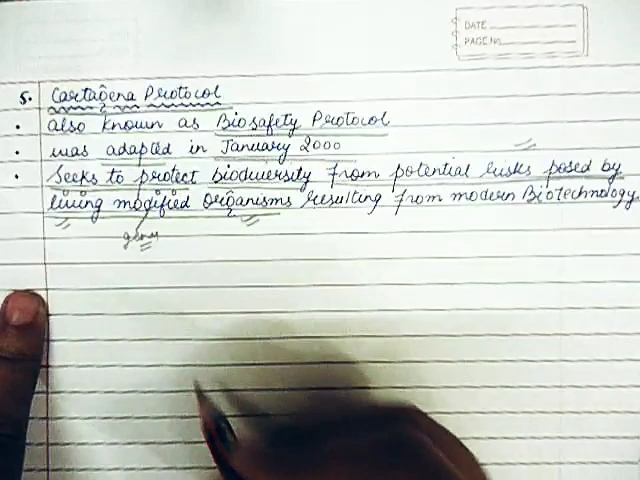 DATE
PAGE No.
5. Cartagena Protocol
• also known as Biosafety Protocol
• was adapted in January 2000
• Seeks to protect biodiversity from potential risks posed by
living modified organisms resulting from modern Biotechnology.